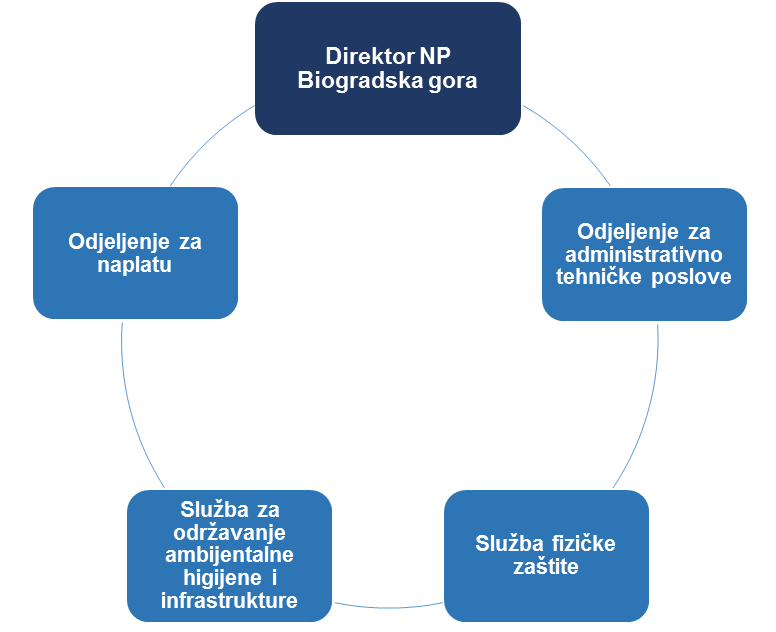 Direktor NP
Biogradska gora
Odjeljenje za
naplatu
Odjeljenje za
administrativno
tehničke poslove
Služba za
održavanje
ambijentalne
higijene i
infrastrukture
Služba fizičke
zaštite